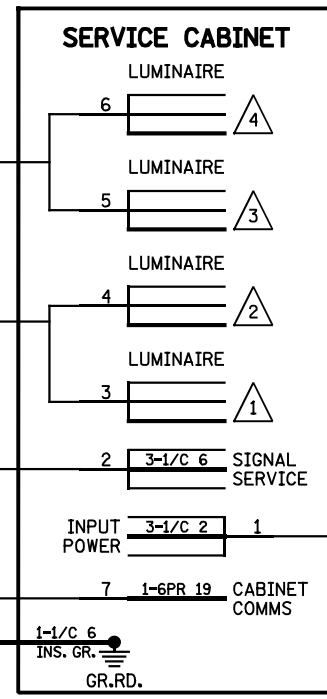 SERVICE CABINET
LUMINAIRE
6
4
LUMINAIRE
5
3
LUMINAIRE
4
2
LUMINAIRE
3
1
2 3-1/C 6 SIGNAL
SERVICE
INPUT 3-1/C 2 1
POWER
7 1-6PR 19 CABINET
COMMS
1-1/C 6
INS. GR.
GR.RD.